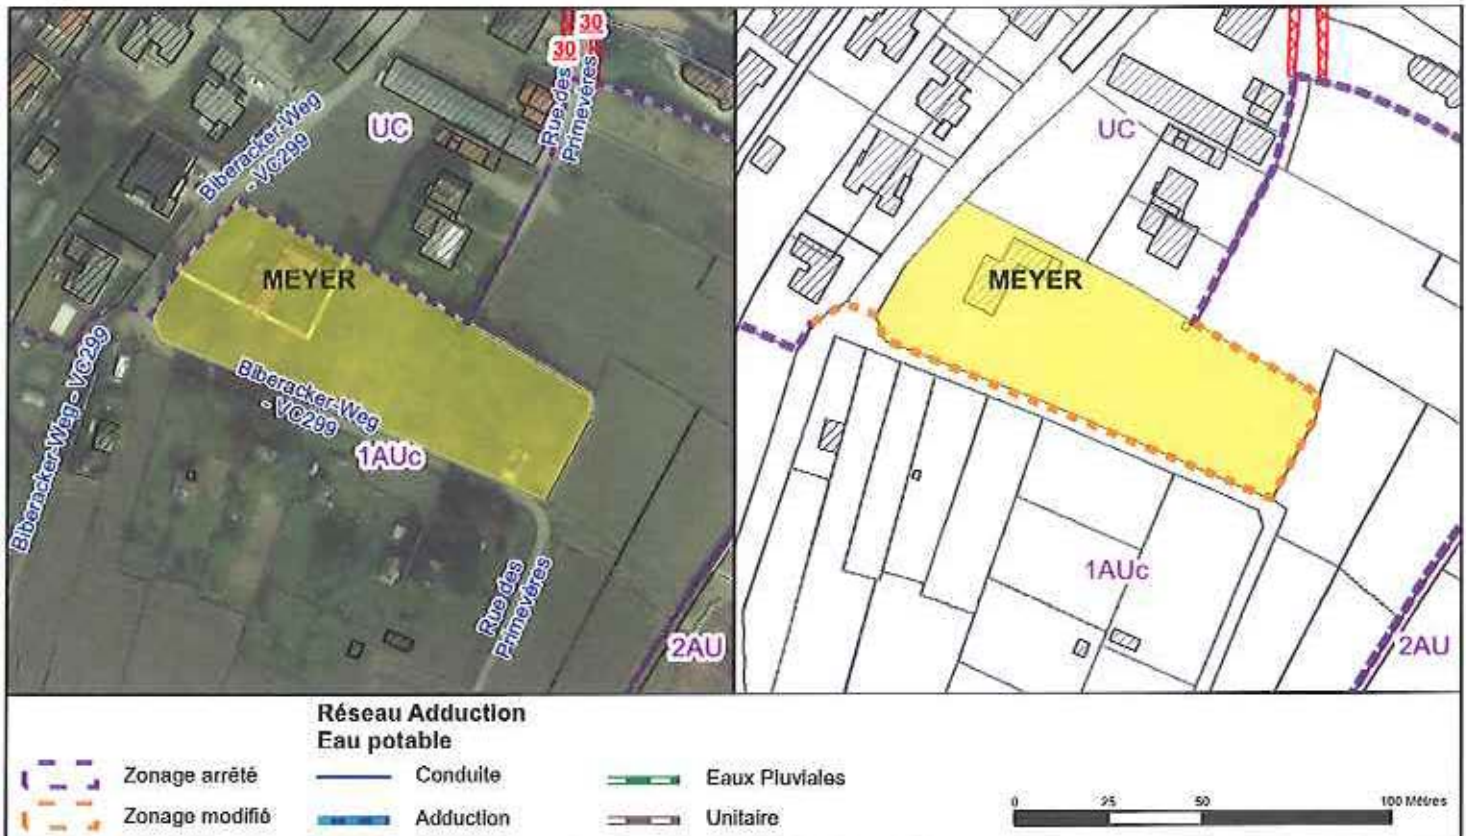 30
30
Rue des
Primevères
UC
Biberacker-Weg
- VC299
MEYER
Biberacker-Weg - VC299
Biberacker-Weg
- VC299
1AUc
Rue des
Primevères
2AU
UC
MEYER
1AUc
2AU
Réseau Adduction
Eau potable
Zonage arrêté
Conduite
Eaux Pluviales
Zonage modifié
Adduction
Unitaire
0 25 50 100 Mètres